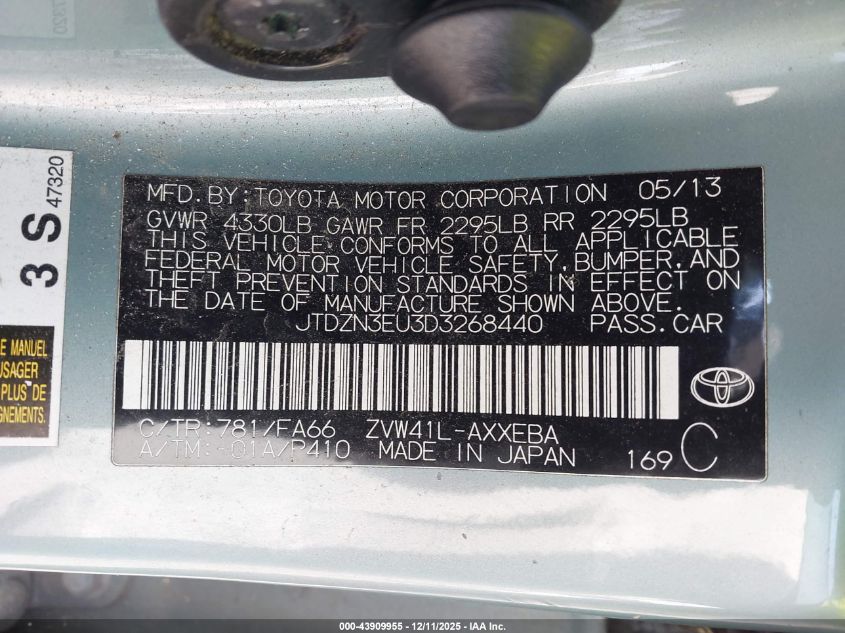 MFD.BY:TOYOTA MOTOR CORPORATION 05/13
GVWR 4330LB GAWR FR 2295LB RR 2295LB
THIS VEHICLE CONFORMS TO ALL APPLICABLE
FEDERAL MOTOR VEHICLE SAFETY,BUMPER,AND
THEFT PREVENTION STANDARDS IN EFFECT ON
THE DATE OF MANUFACTURE SHOWN ABOVE.
JTDZN3EU3D3268440 PASS.CAR
C/TR:781/FA66 ZVW41L-AXXEBA
A/TM:-01A/P410 MADE IN JAPAN
169 C
3 S 47320
E MANUEL
USAGER
PLUS DE
GNEMENTS.
000-43909955 - 12/11/2025 - IAA Inc.